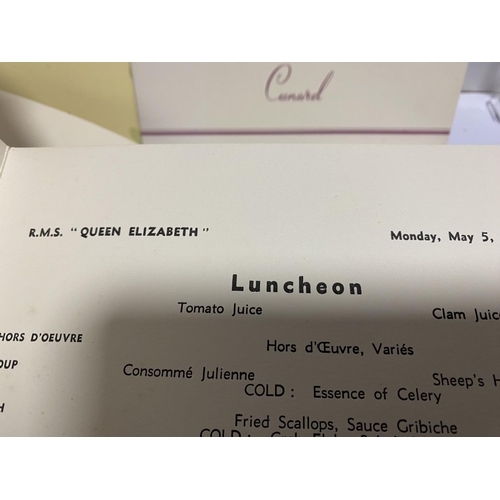 Cunard
R.M.S. "QUEEN ELIZABETH"
Monday, May 5,
Luncheon
Tomato Juice
Clam Juic
HORS D'OEUVRE
Hors d'Œuvre, Variés
OUP
Consommé Julienne
Sheep's H
COLD : Essence of Celery
H
Fried Scallops, Sauce Gribiche
COLD :